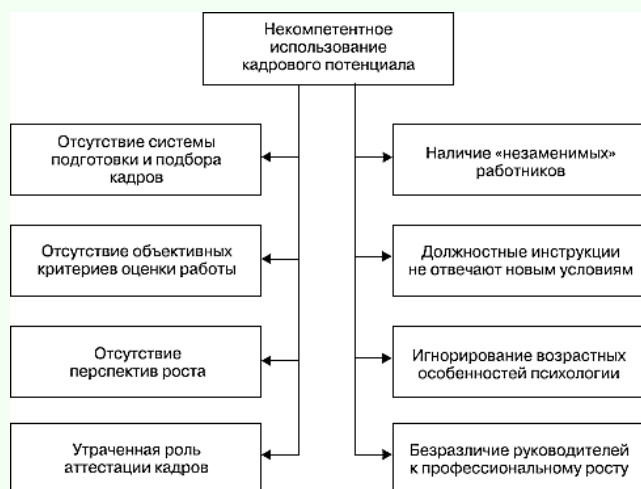 Некомпетентное
использование
кадрового потенциала
Отсутствие системы
подготовки и подбора
кадров
Наличие «незаменимых»
работников
Отсутствие объективных
критериев оценки работы
Должностные инструкции
не отвечают новым условиям
Отсутствие
перспектив роста
Игнорирование возрастных
особенностей психологии
Утраченная роль
аттестации кадров
Безразличие руководителей
к профессиональному росту